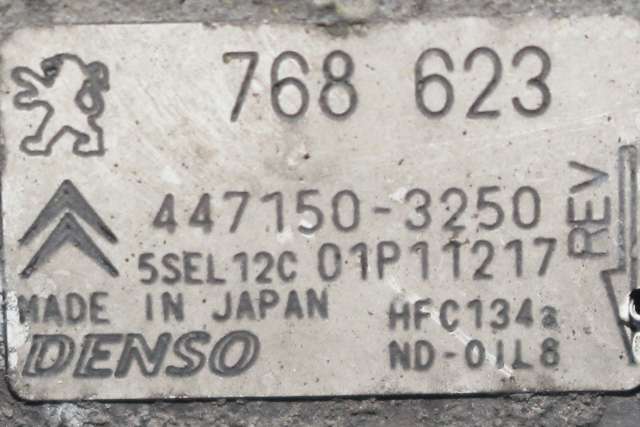 768 623
447150-3250
5SEL12C 01P11217
REV
MADE IN JAPAN
HFC134a
DENSO
ND-OIL8